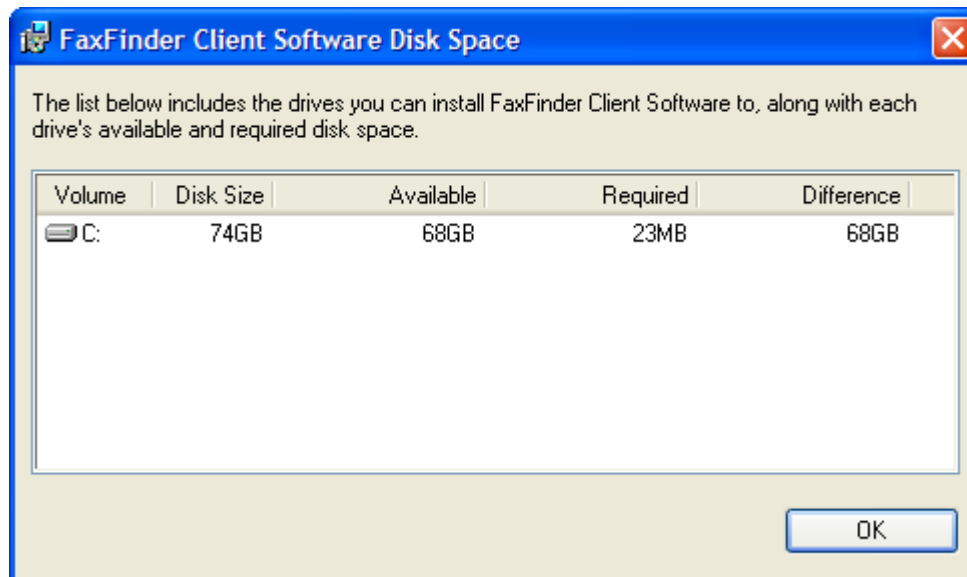 FaxFinder Client Software Disk Space
The list below includes the drives you can install FaxFinder Client Software to, along with each
drive's available and required disk space.
Volume Disk Size Available Required Difference
C: 74GB 68GB 23MB 68GB
OK